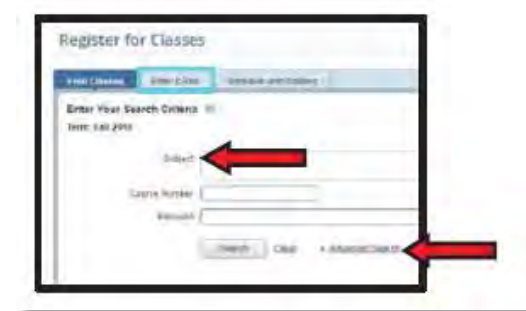 Register for Classes
Find Classes Enter CRNs Schedule and Options
Enter Your Search Criteria
Term: Fall
Subject
Course Number
Keyword
Search Clear Advanced Search